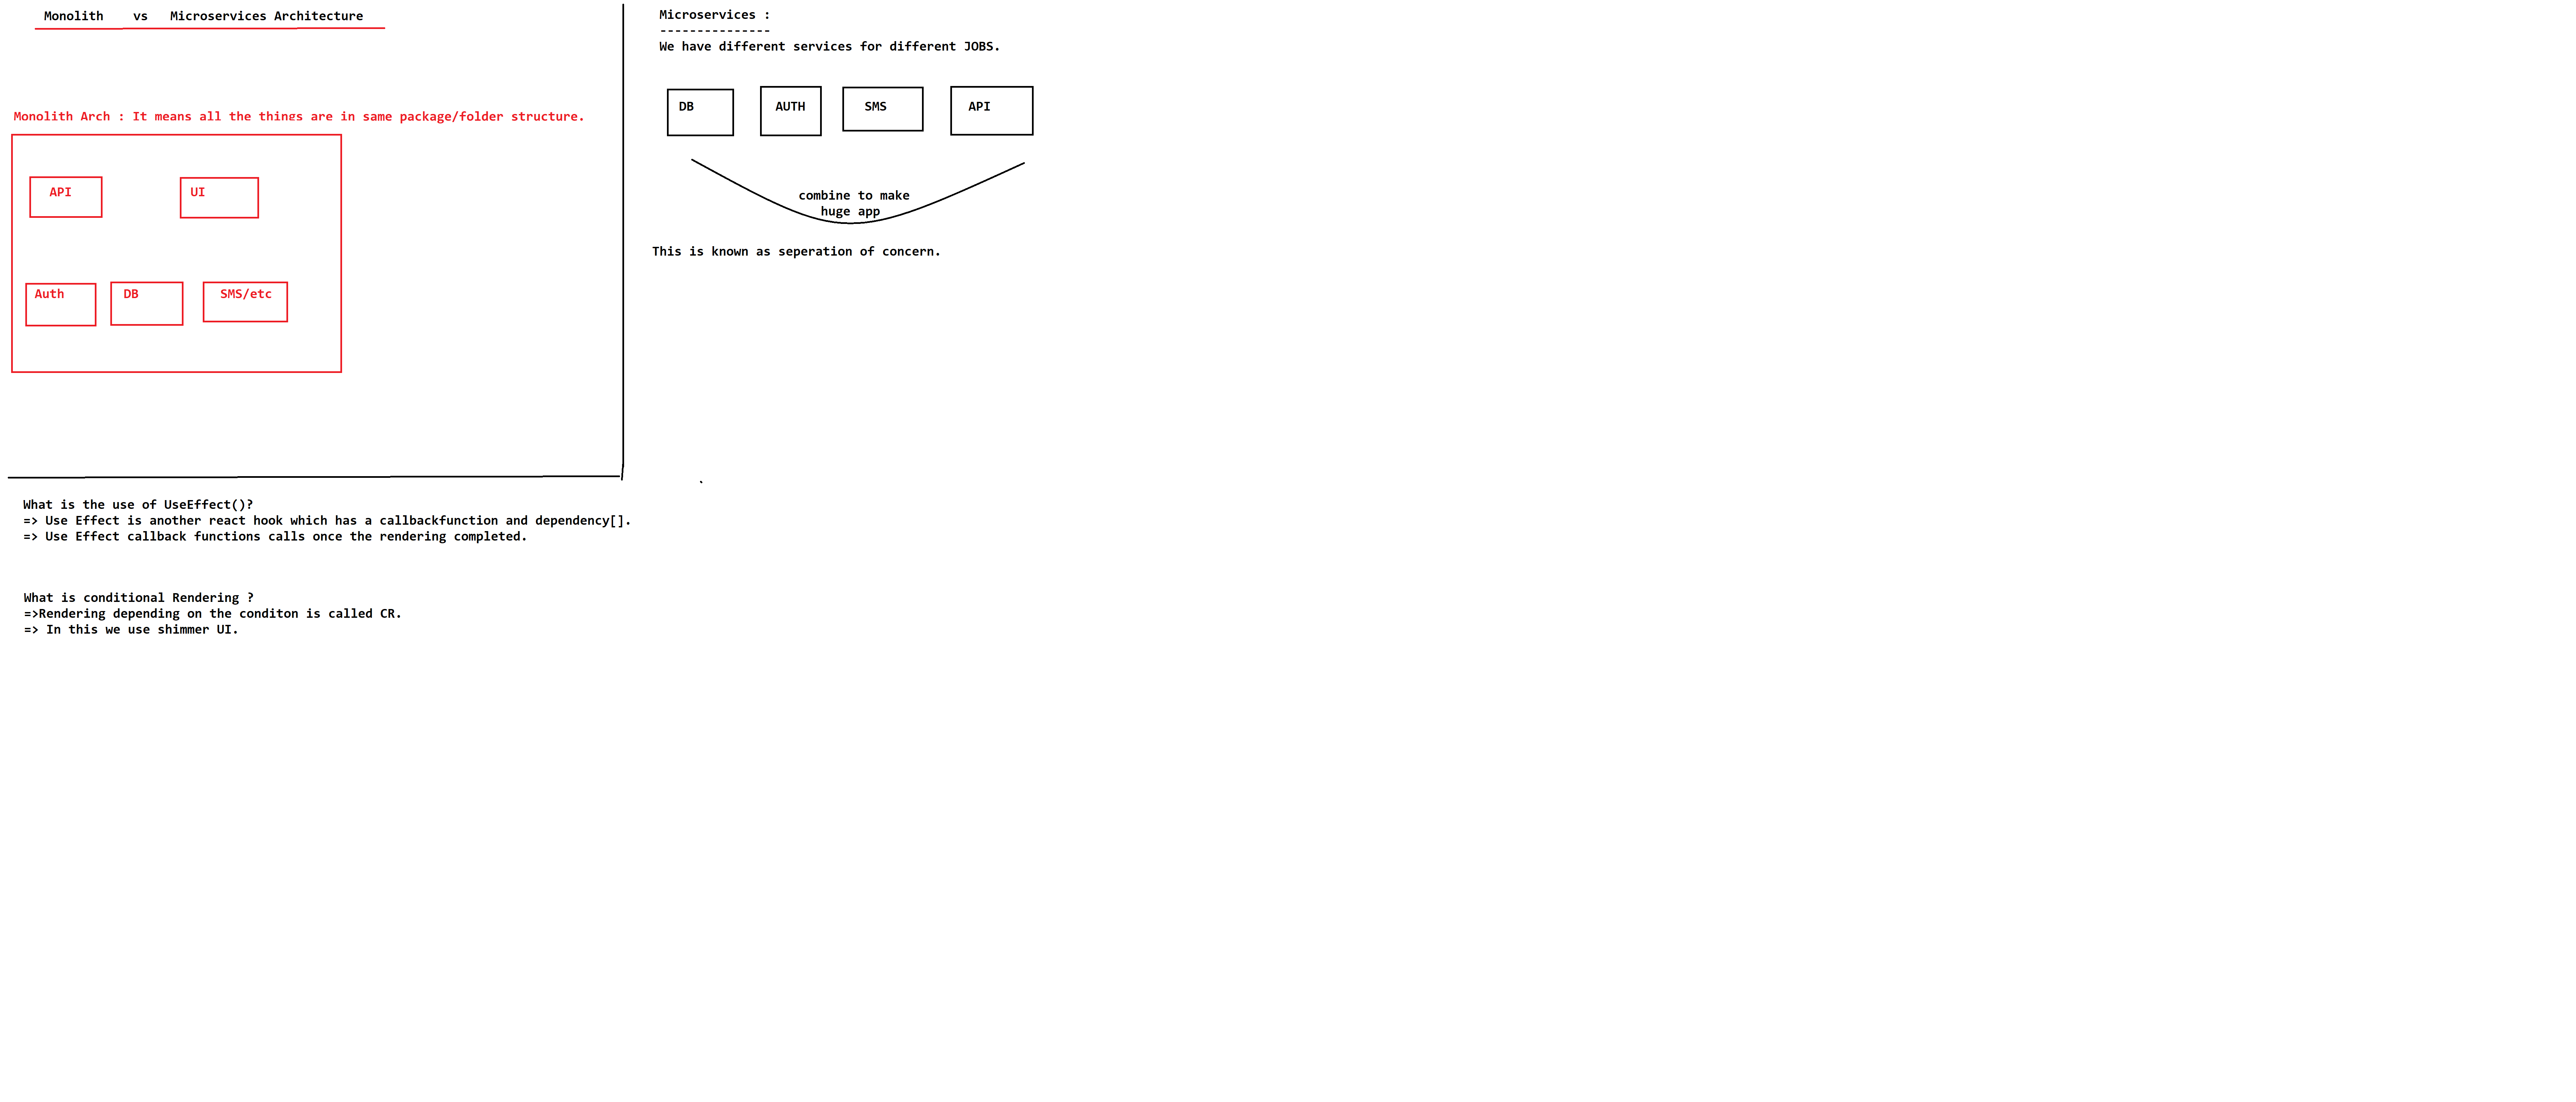 Monolith    vs   Microservices Architecture
Monolith Arch : It means all the things are in same package/folder structure.
API
UI
Auth
DB
SMS/etc
Microservices :
---------------
We have different services for different JOBS.
DB
AUTH
SMS
API
combine to make
huge app
This is known as seperation of concern.
What is the use of UseEffect()?
=> Use Effect is another react hook which has a callbackfunction and dependency[].
=> Use Effect callback functions calls once the rendering completed.
What is conditional Rendering ?
=>Rendering depending on the conditon is called CR.
=> In this we use shimmer UI.